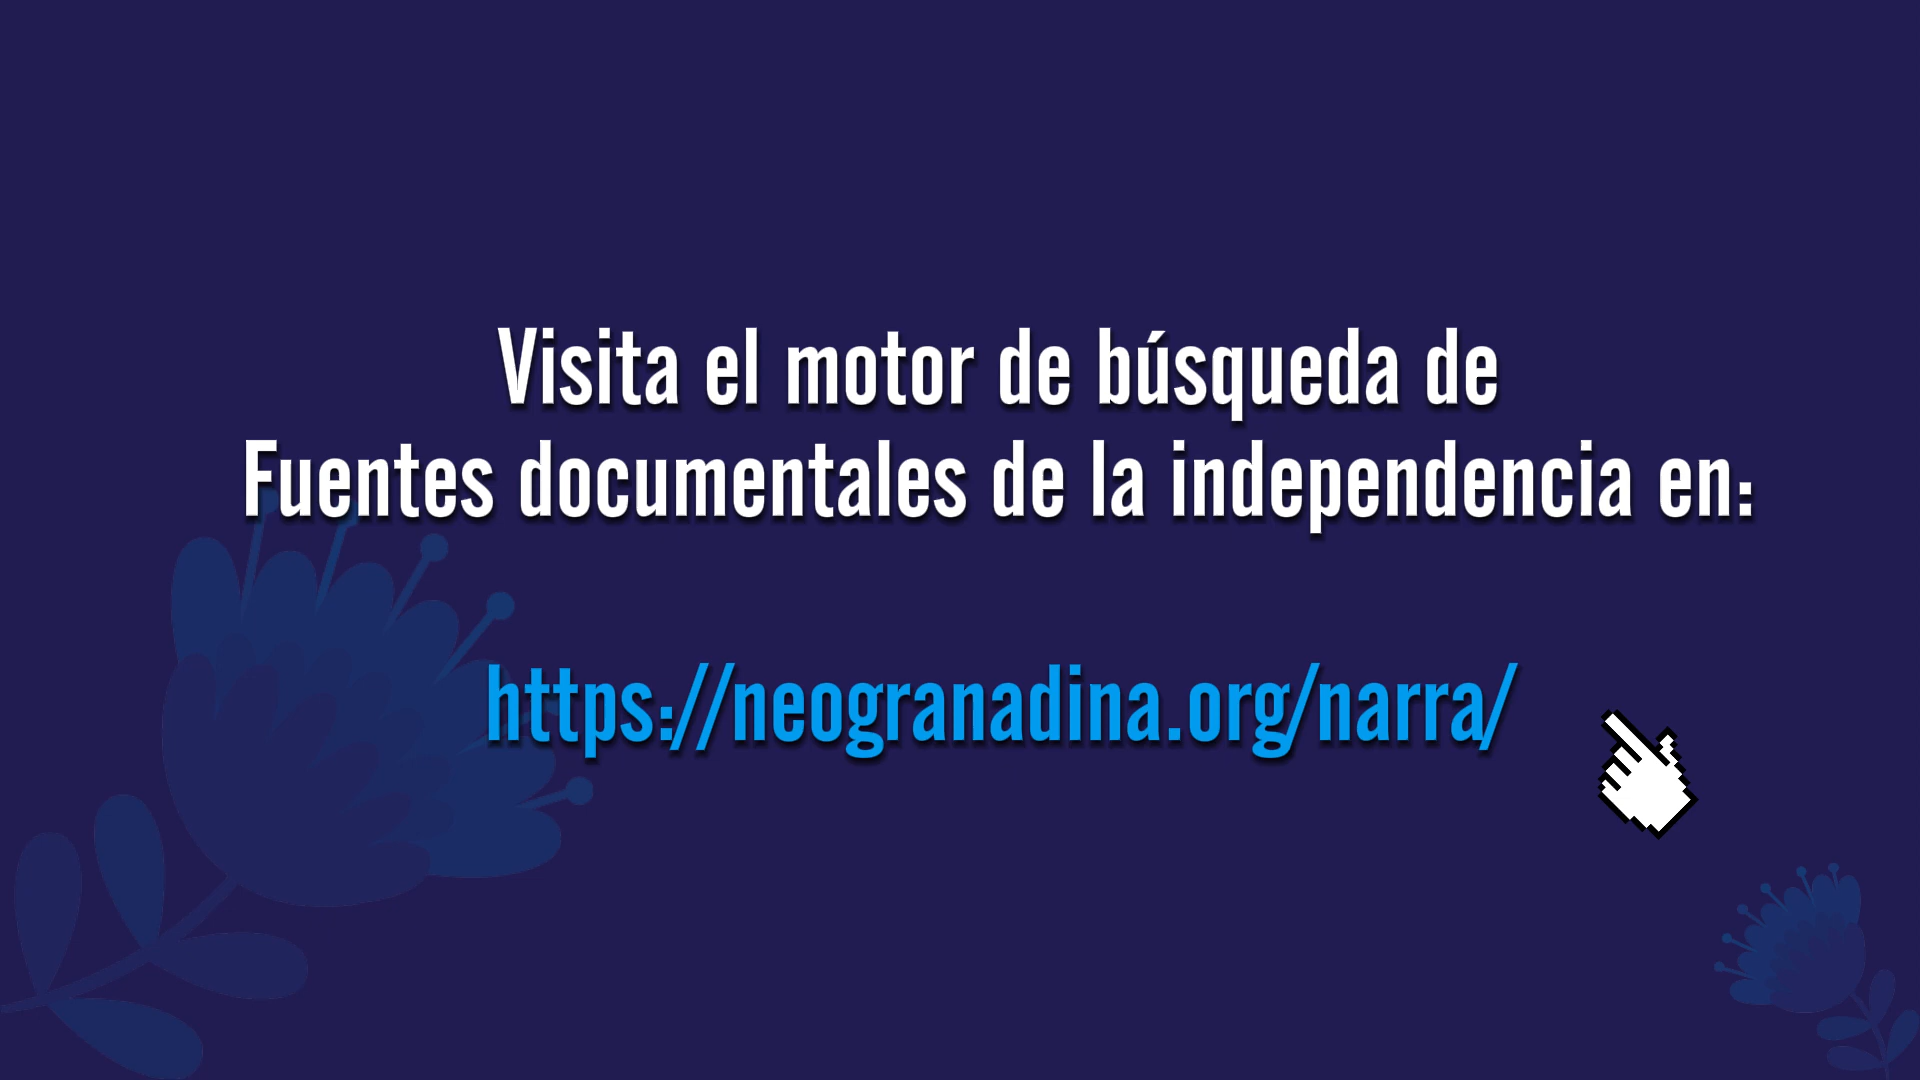 Visita el motor de búsqueda de
Fuentes documentales de la independencia en:
https://neogranadina.org/narra/